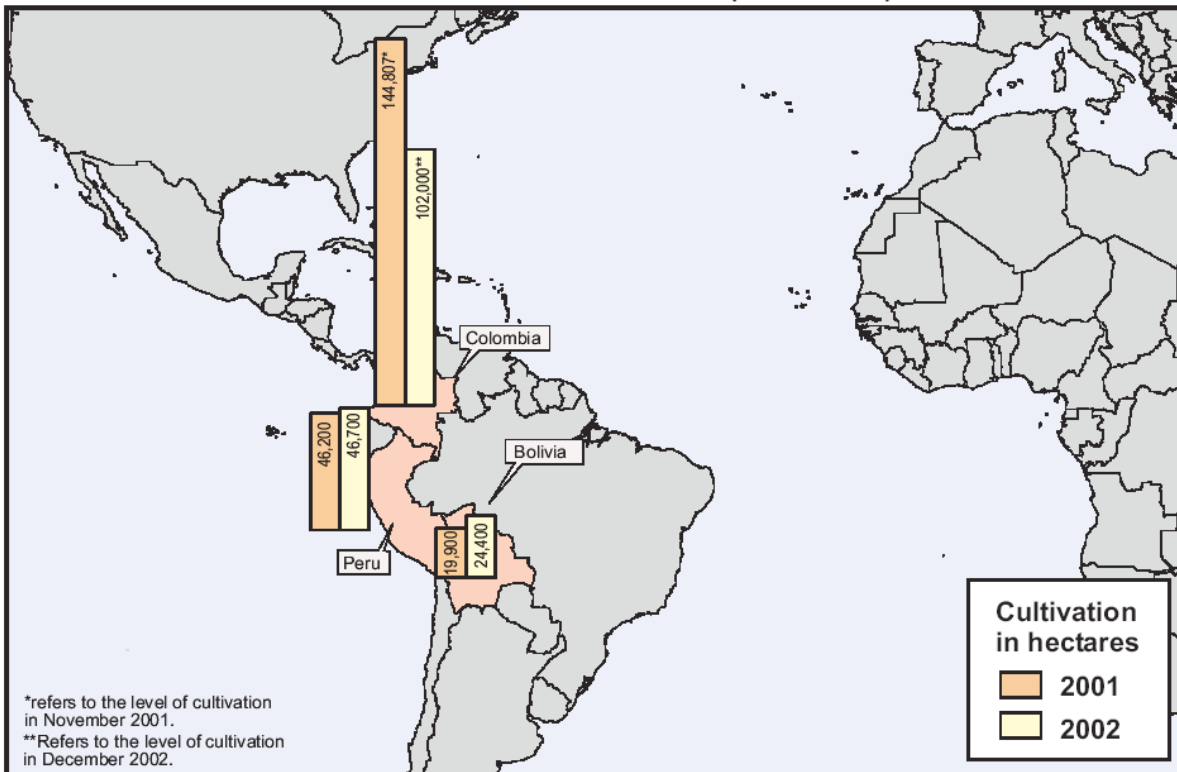 144,807*
102,000**
Colombia
46,200
46,700
Bolivia
Peru
19,900
24,400
Cultivation
in hectares
2001
2002
*refers to the level of cultivation
in November 2001.
**Refers to the level of cultivation
in December 2002.